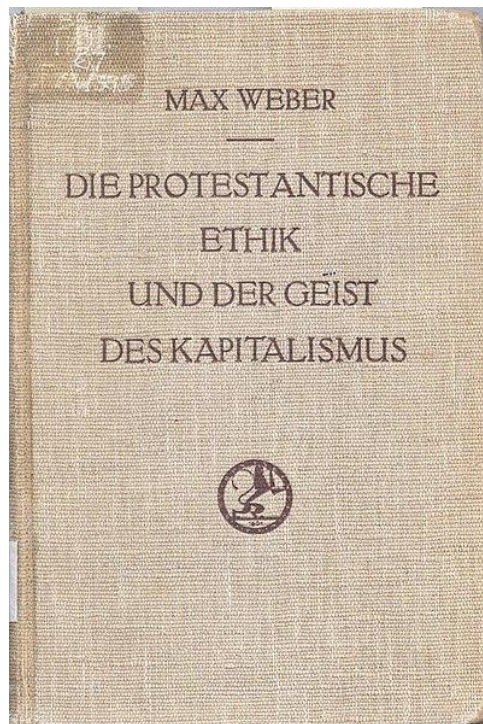 MAX WEBER
DIE PROTESTANTISCHE
ETHIK
UND DER GEIST
DES KAPITALISMUS